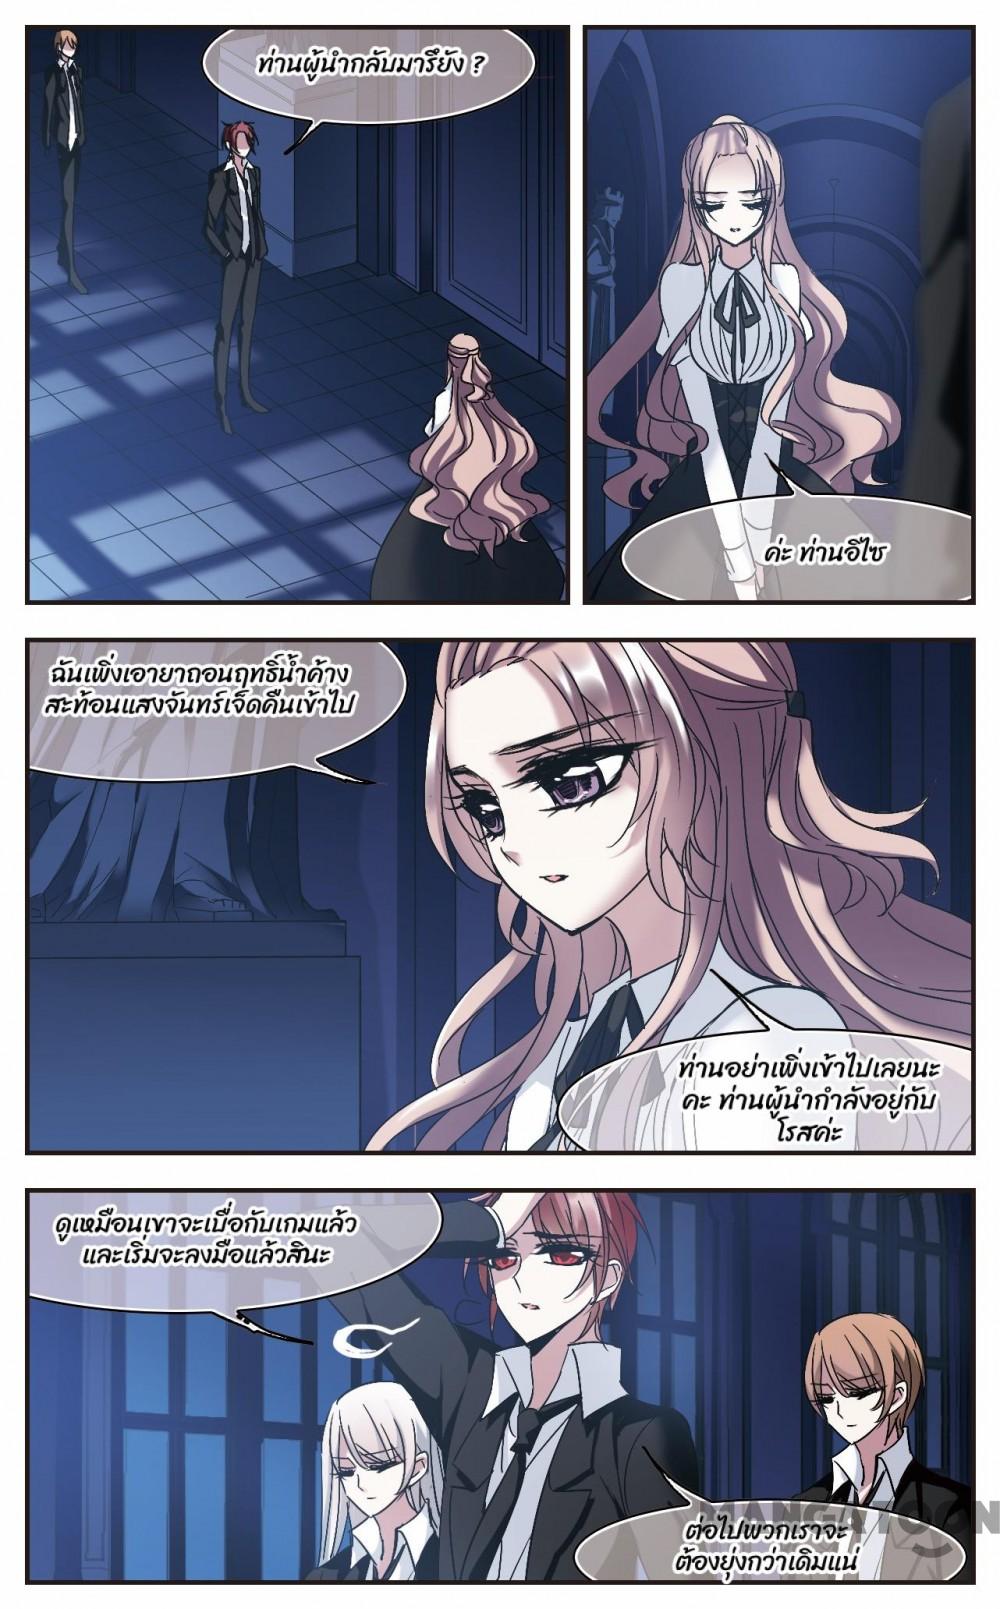 ท่านผู้นำกลับมารึยัง ?
ค่ะ ท่านอีไซ
ฉันเพิ่งเอายาถอนฤทธิ์น้ำค้าง
สะท้อนแสงจันทร์เจ็ดคืนเข้าไป
ท่านอย่าเพิ่งเข้าไปเลยนะ
คะ ท่านผู้นำกำลังอยู่กับ
โรสค่ะ
ดูเหมือนเขาจะเบื่อกับเกมแล้ว
และเริ่มจะลงมือแล้วสินะ
ต่อไปพวกเราจะ
ต้องยุ่งกว่าเดิมแน่
MANGATOON